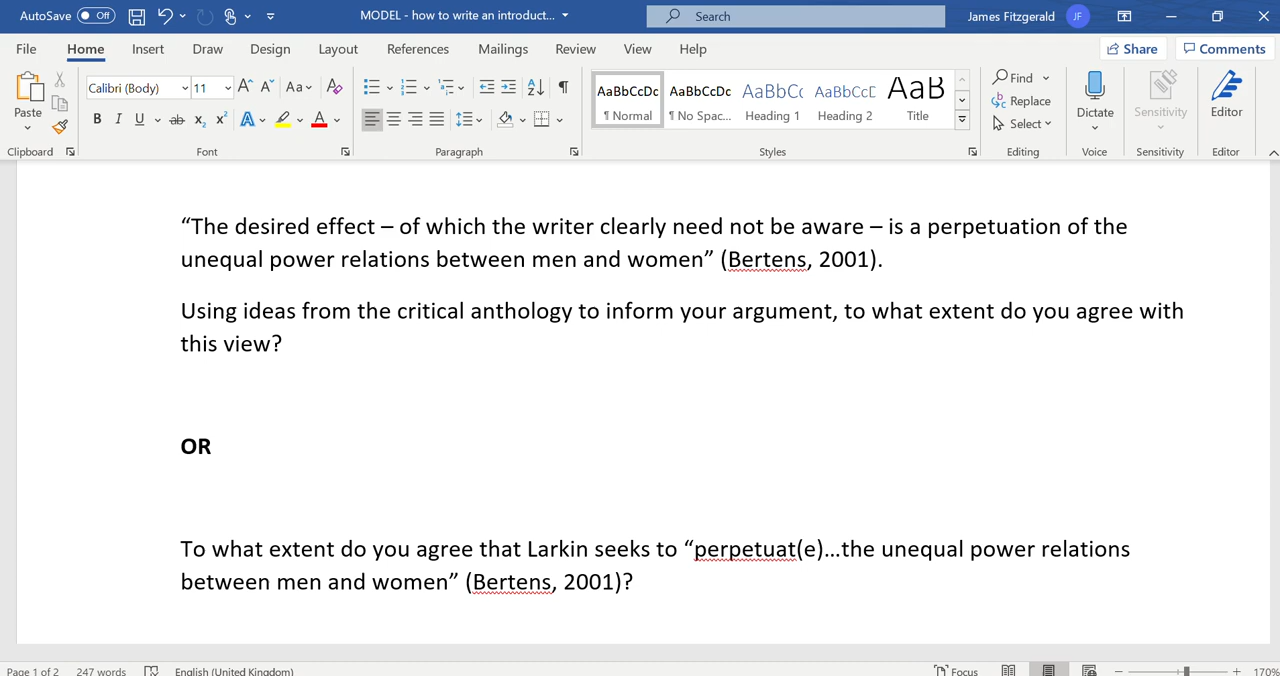 AutoSave Off MODEL - how to write an introduct... Search James Fitzgerald JF
File Home Insert Draw Design Layout References Mailings Review View Help Share Comments
Paste Calibri (Body) 11 A A Aa A
B I U ab x2 x2 A A
AaBbCcDc AaBbCcDc AaBbCc AaBbCcD AaB
¶ Normal ¶ No Spac... Heading 1 Heading 2 Title
Find
Replace
Select
Dictate Sensitivity Editor
Clipboard Font Paragraph Styles Editing Voice Sensitivity Editor
“The desired effect – of which the writer clearly need not be aware – is a perpetuation of the
unequal power relations between men and women” (Bertens, 2001).
Using ideas from the critical anthology to inform your argument, to what extent do you agree with
this view?
OR
To what extent do you agree that Larkin seeks to “perpetuat(e)…the unequal power relations
between men and women” (Bertens, 2001)?
Page 1 of 2 247 words English (United Kingdom) Focus 170%